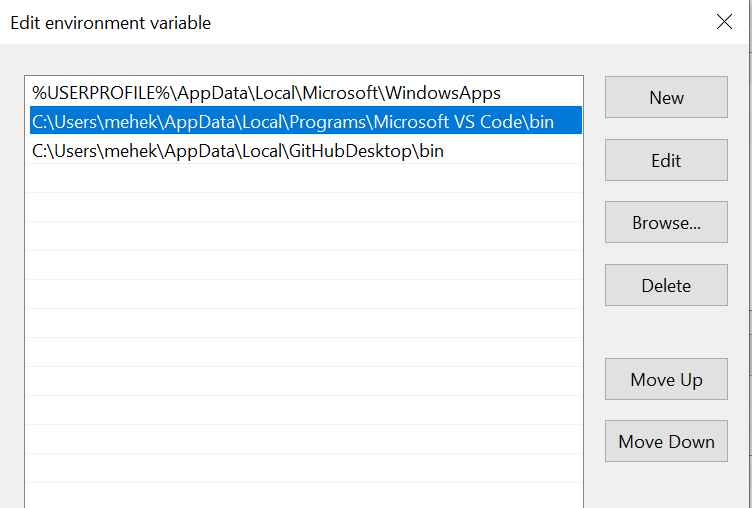 Edit environment variable
%USERPROFILE%\AppData\Local\Microsoft\WindowsApps
C:\Users\mehek\AppData\Local\Programs\Microsoft VS Code\bin
C:\Users\mehek\AppData\Local\GitHubDesktop\bin
New
Edit
Browse...
Delete
Move Up
Move Down